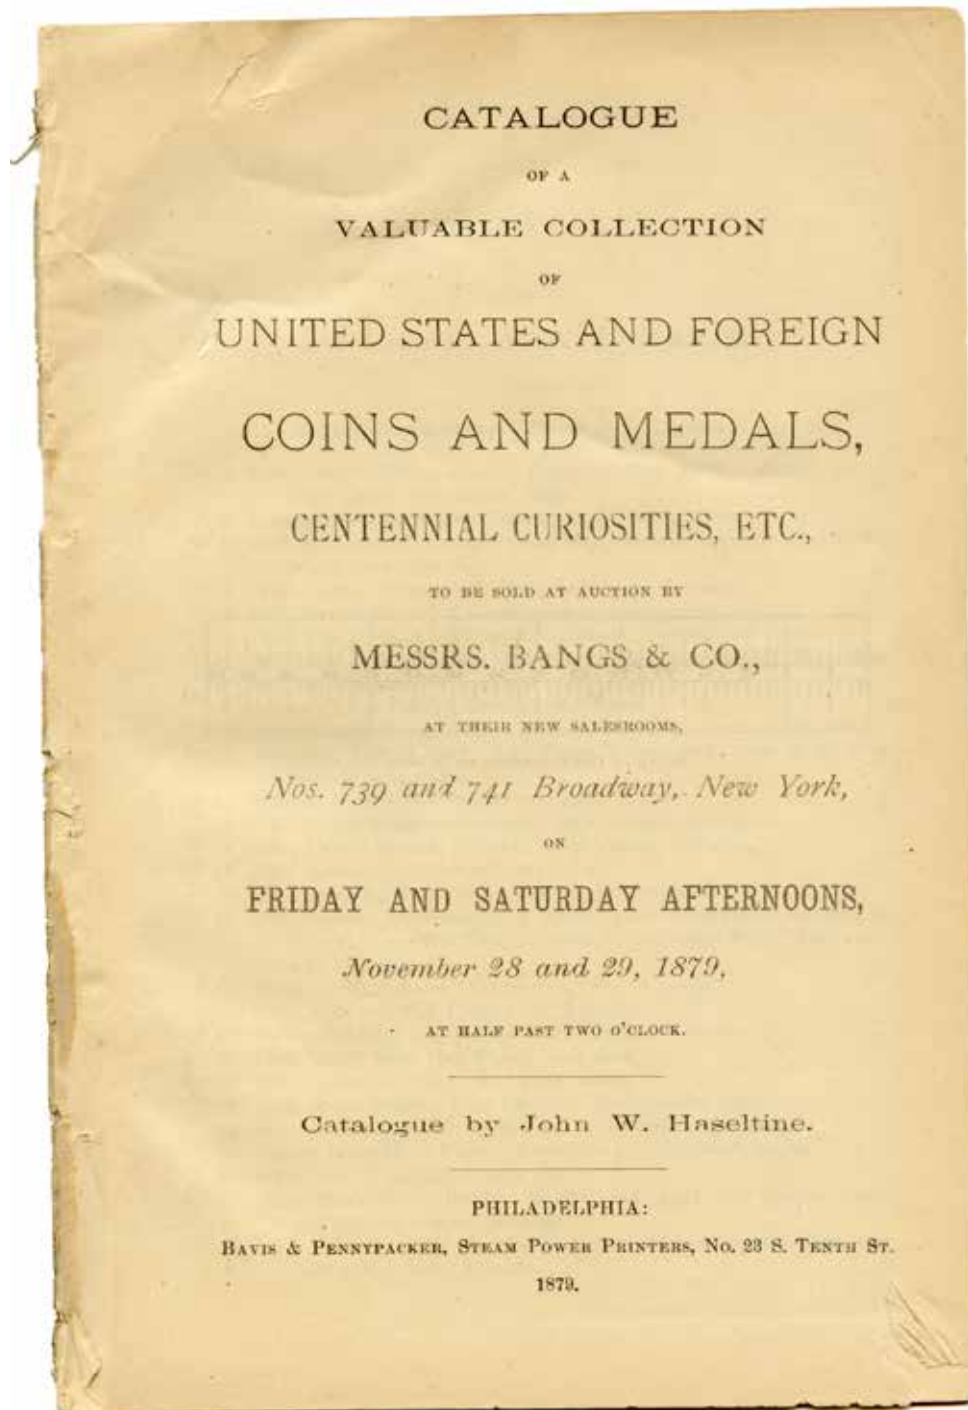 CATALOGUE
OF A
VALUABLE COLLECTION
OF
UNITED STATES AND FOREIGN
COINS AND MEDALS,
CENTENNIAL CURIOSITIES, ETC.,
TO BE SOLD AT AUCTION BY
MESSRS. BANGS & CO.,
AT THEIR NEW SALESROOMS,
Nos. 739 and 741 Broadway, New York,
ON
FRIDAY AND SATURDAY AFTERNOONS,
November 28 and 29, 1879,
AT HALF PAST TWO O'CLOCK.
Catalogue by John W. Haseltine.
PHILADELPHIA:
BAVIS & PENNYPACKER, STEAM POWER PRINTERS, NO. 23 S. TENTH ST.
1879.